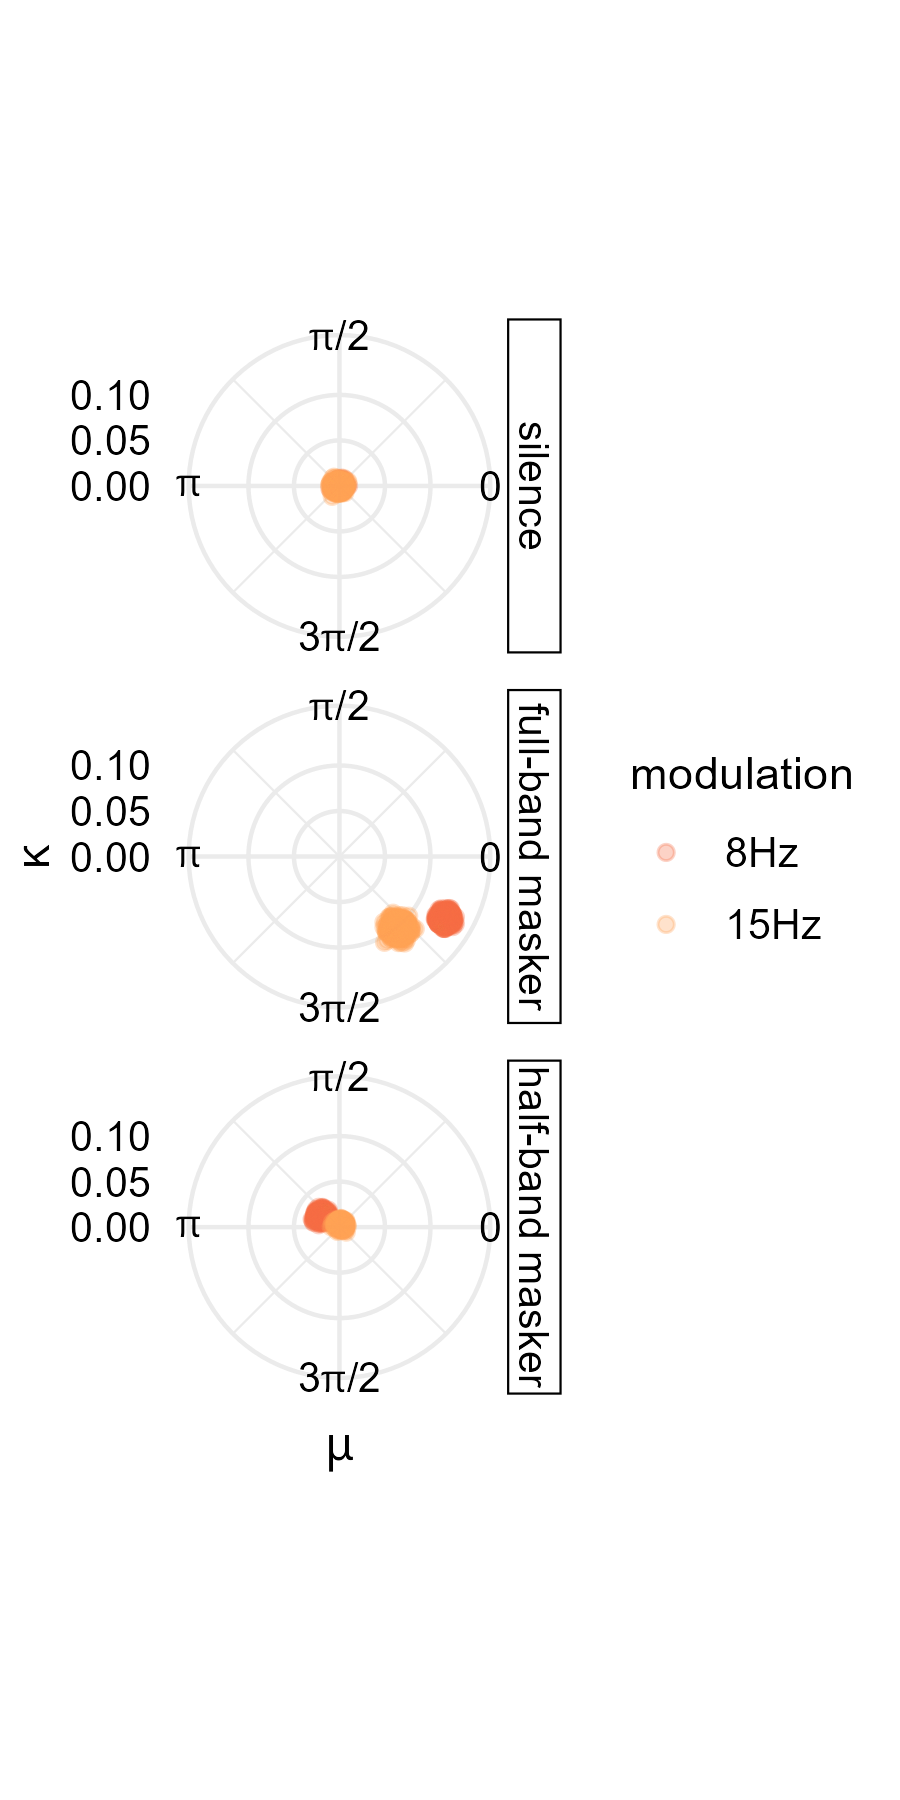 π/2
0.10
0.05
0.00
π
0
3π/2
silence
π/2
0.10
0.05
0.00
π
0
3π/2
full-band masker
κ
modulation
8Hz
15Hz
π/2
0.10
0.05
0.00
π
0
3π/2
half-band masker
μ